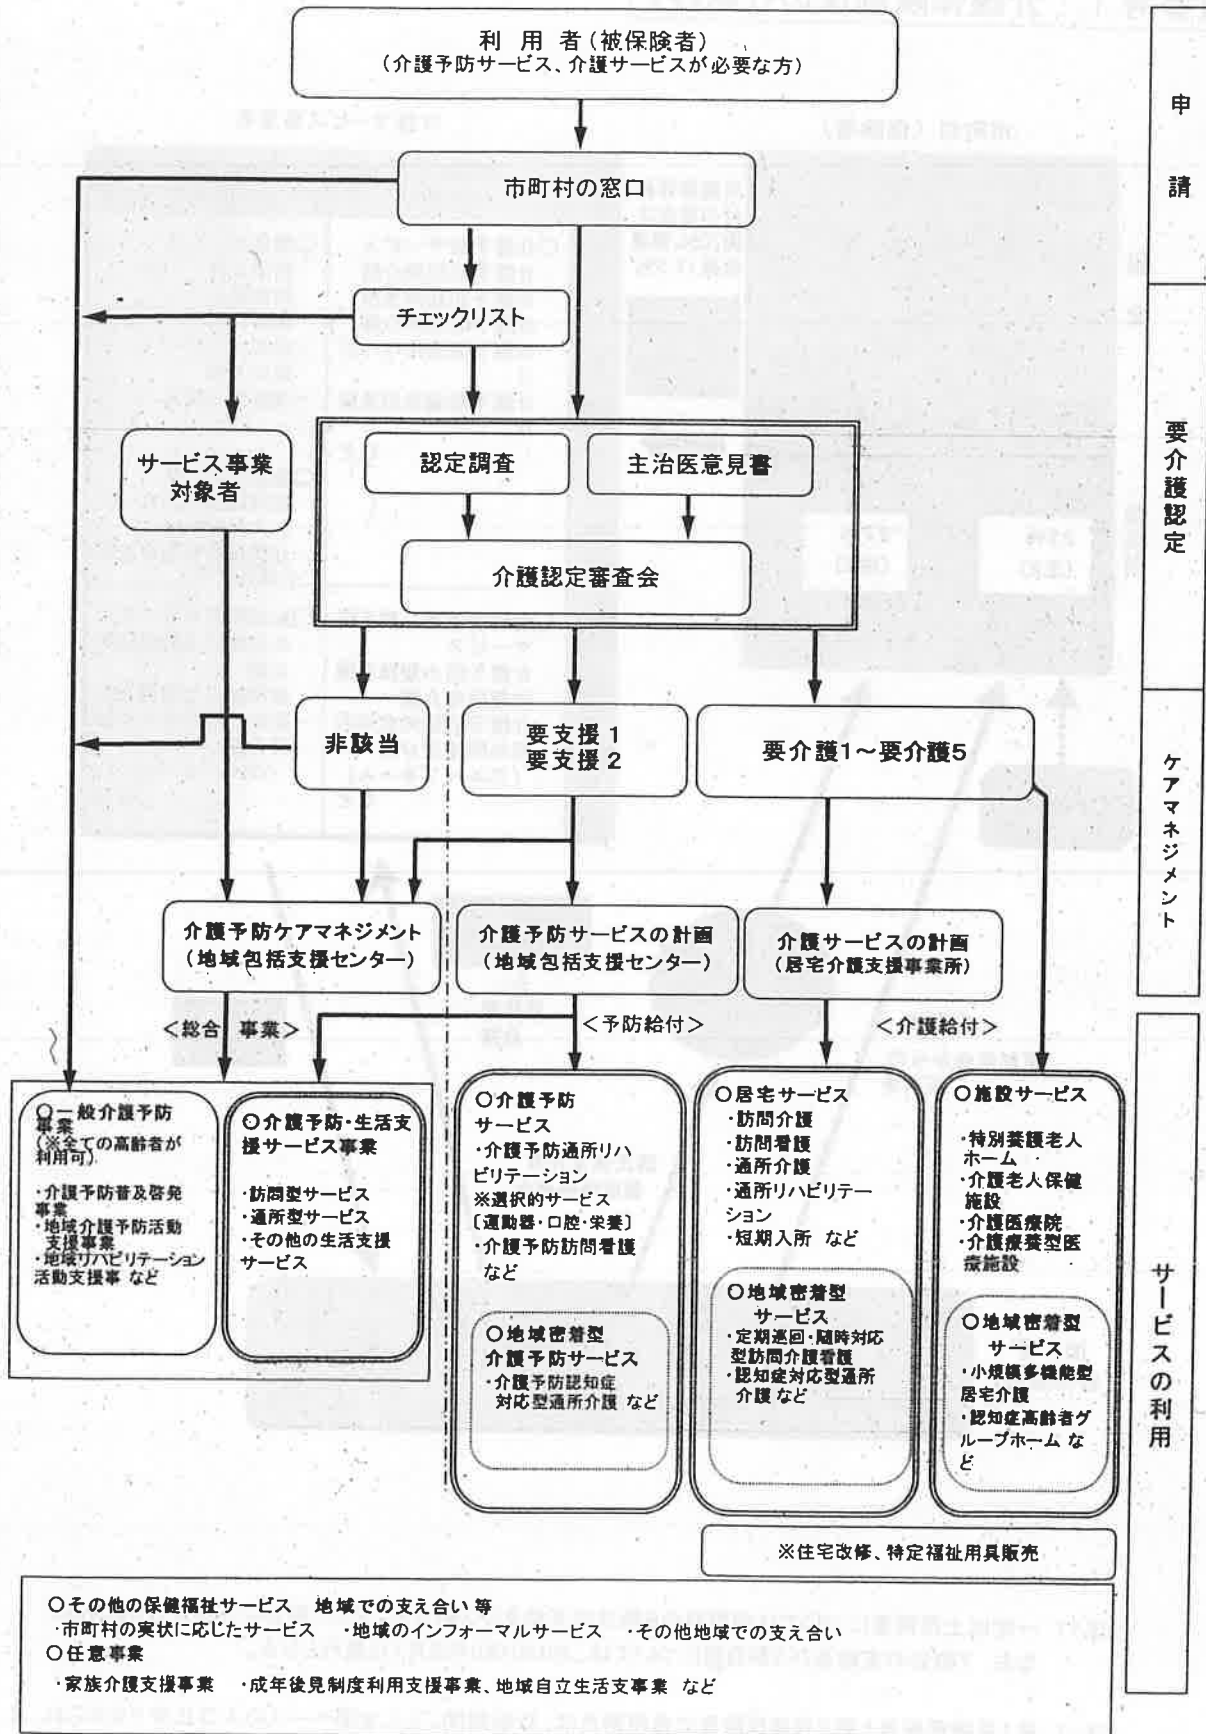 利 用 者（被保険者）
（介護予防サービス、介護サービスが必要な方）
申請
市町村の窓口
チェックリスト
要介護認定
サービス事業
対象者
認定調査
主治医意見書
介護認定審査会
非該当
要支援１
要支援２
要介護1～要介護5
ケアマネジメント
介護予防ケアマネジメント
（地域包括支援センター）
介護予防サービスの計画
（地域包括支援センター）
介護サービスの計画
（居宅介護支援事業所）
＜総合 事業＞
＜予防給付＞
＜介護給付＞
サービスの利用
〇一般介護予防
事業
（※全ての高齢者が
利用可）
・介護予防普及啓発
事業
・地域介護予防活動
支援事業
・地域リハビリテーション
活動支援事 など
〇介護予防・生活支
援サービス事業
・訪問型サービス
・通所型サービス
・その他の生活支援
サービス
〇介護予防
サービス
・介護予防通所リハ
ビリテーション
※選択的サービス
〔運動器・口腔・栄養〕
・介護予防訪問看護
など
〇地域密着型
介護予防サービス
・介護予防認知症
対応型通所介護 など
〇居宅サービス
・訪問介護
・訪問看護
・通所介護
・通所リハビリテー
ション
・短期入所 など
〇地域密着型
サービス
・定期巡回・随時対応
型訪問介護看護
・認知症対応型通所
介護 など
〇施設サービス
・特別養護老人
ホーム
・介護老人保健
施設
・介護医療院
・介護療養型医
療施設
〇地域密着型
サービス
・小規模多機能型
居宅介護
・認知症高齢者グ
ループホーム な
ど
※住宅改修、特定福祉用具販売
〇その他の保健福祉サービス 地域での支え合い 等
・市町村の実状に応じたサービス ・地域のインフォーマルサービス ・その他地域での支え合い
〇任意事業
・家族介護支援事業 ・成年後見制度利用支援事業、地域自立生活支事業 など